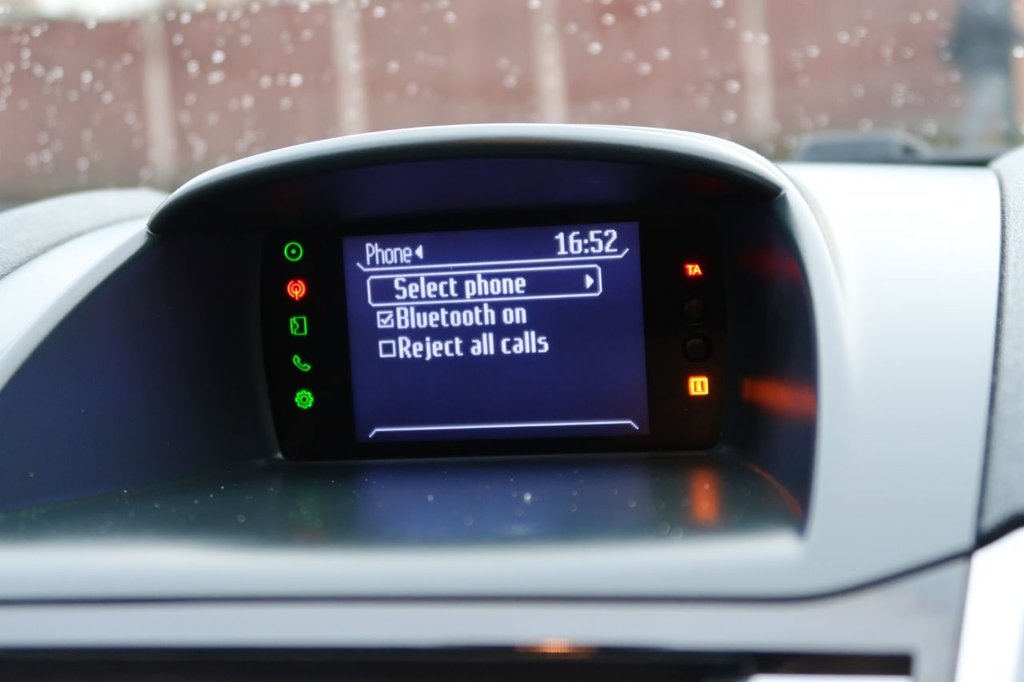 Phone 16:52
TA
Select phone
Bluetooth on
Reject all calls